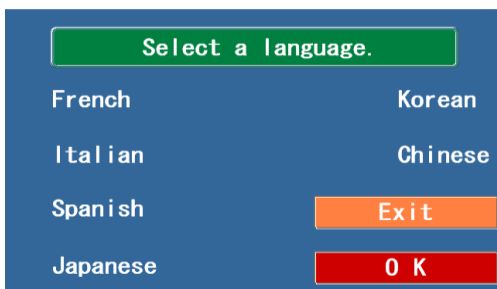 Select a language.
French
Korean
Italian
Chinese
Spanish
Exit
Japanese
O K